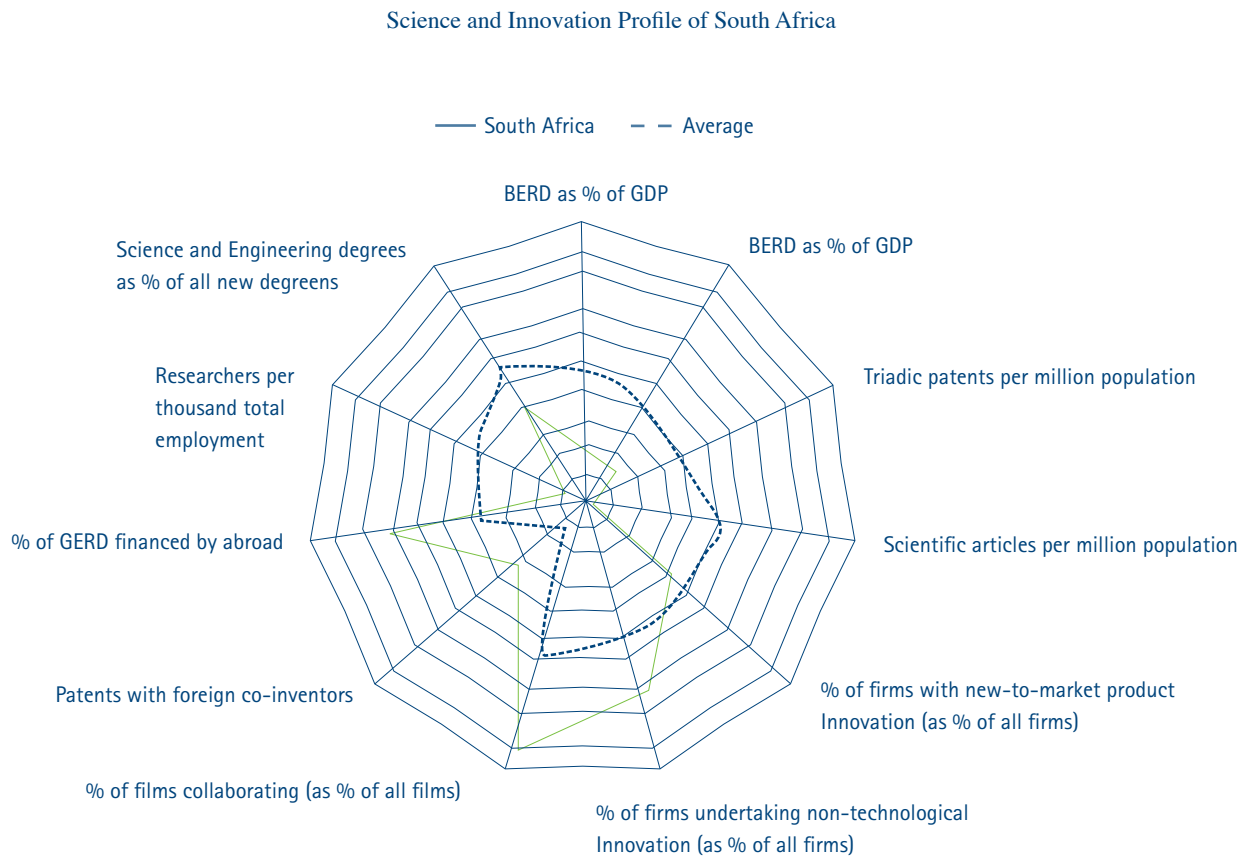 Science and Innovation Profile of South Africa
South Africa
Average
BERD as % of GDP
BERD as % of GDP
Science and Engineering degrees
as % of all new degreens
Researchers per
thousand total
employment
Triadic patents per million population
% of GERD financed by abroad
Scientific articles per million population
Patents with foreign co-inventors
% of firms with new-to-market product
Innovation (as % of all firms)
% of films collaborating (as % of all films)
% of firms undertaking non-technological
Innovation (as % of all firms)